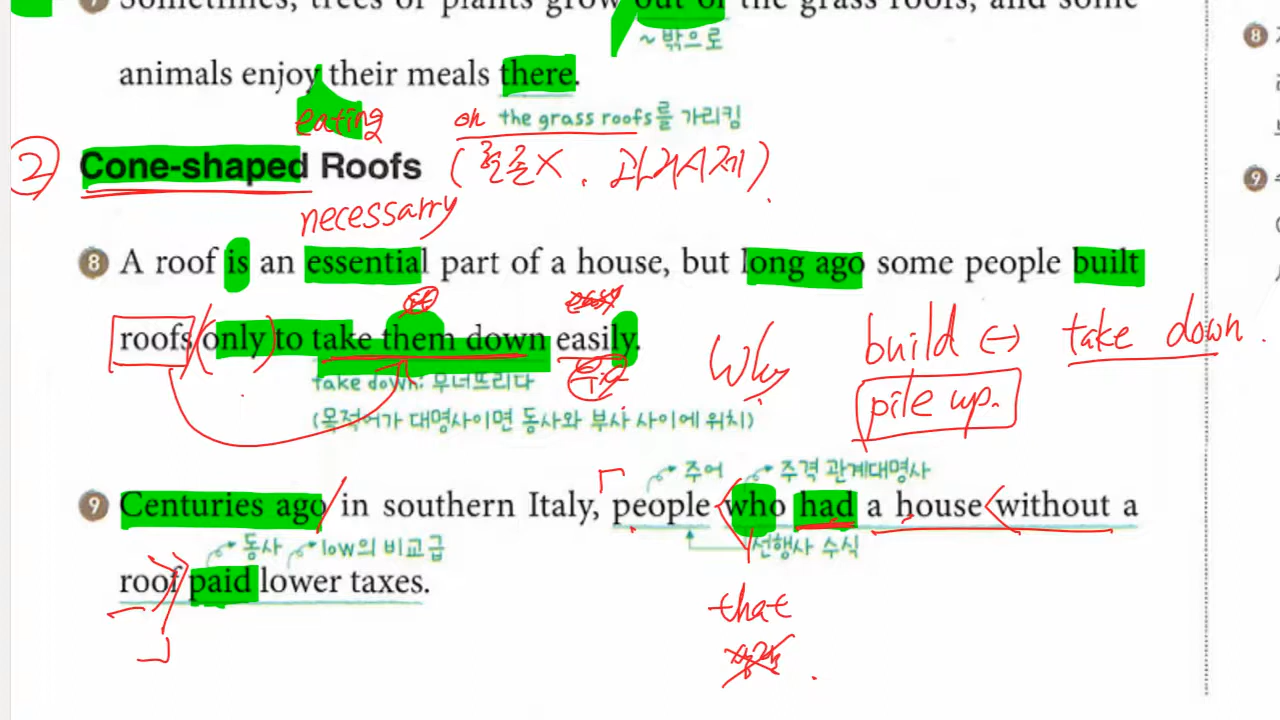 7 Sometimes, trees or plants grow out of the grass roofs, and some
~ 밖으로
animals enjoy their meals there.
eating
on the grass roofs를 가리킴
② Cone-shaped Roofs (현존X, 과거시제).
necessarry
8 A roof is an essential part of a house, but long ago some people built
roofs (only) to take them down easily.
Why
build ↔ take down.
pile up.
take down: 무너뜨리다
(목적어가 대명사이면 동사와 부사 사이에 위치)
주어 주격 관계대명사
9 Centuries ago in southern Italy, people who had a house without a
동사 low의 비교급 선행사 수식
roof paid lower taxes.
that
8
9